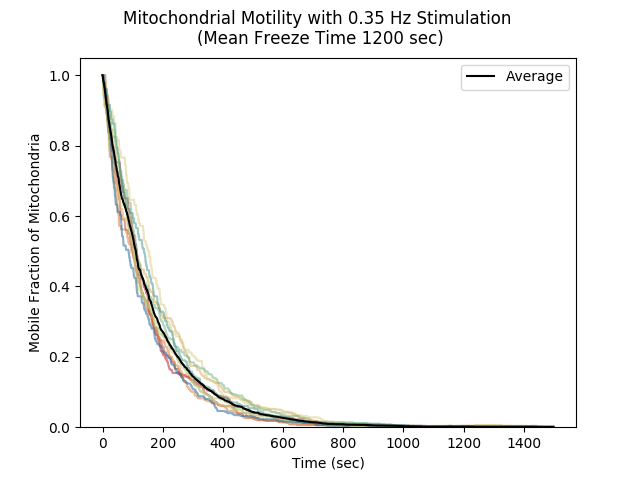 Mitochondrial Motility with 0.35 Hz Stimulation
(Mean Freeze Time 1200 sec)
Average
Mobile Fraction of Mitochondria
1.0
0.8
0.6
0.4
0.2
0.0
0 200 400 600 800 1000 1200 1400
Time (sec)